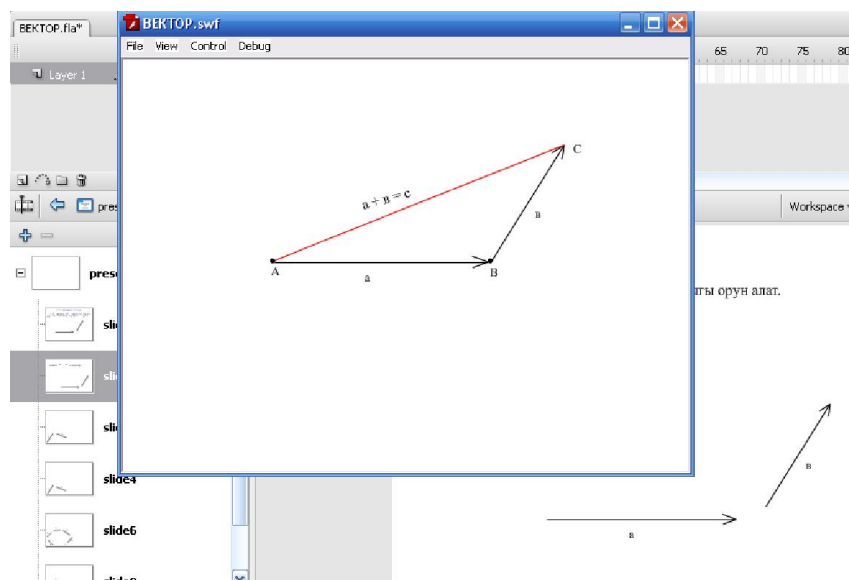 ВЕКТОР.fla*
ВЕКТОР.swf
File View Control Debug
65 70 75 80
Layer 1
C
a + в = c
в
A
B
a
Workspace
орун алат.
в
a
slide4
slide6